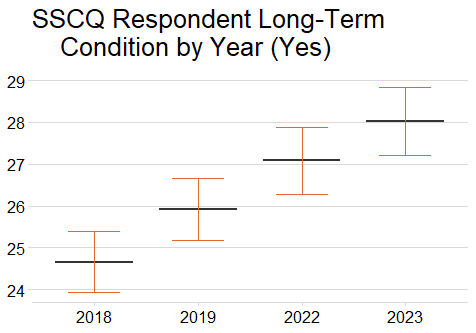 SSCQ Respondent Long-Term
Condition by Year (Yes)
29
28
27
26
25
24
2018 2019 2022 2023